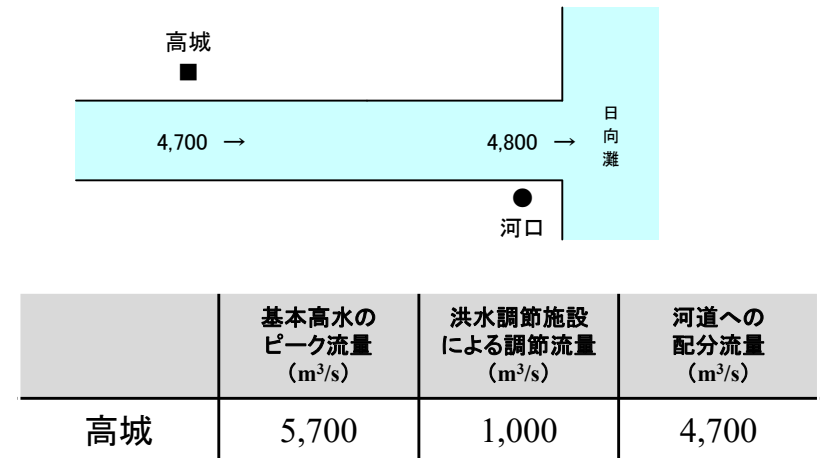 高城
■
4,700 →
4,800 →
日向灘
●
河口
基本高水の
ピーク流量
（m³/s）
洪水調節施設
による調節流量
（m³/s）
河道への
配分流量
（m³/s）
高城 5,700 1,000 4,700